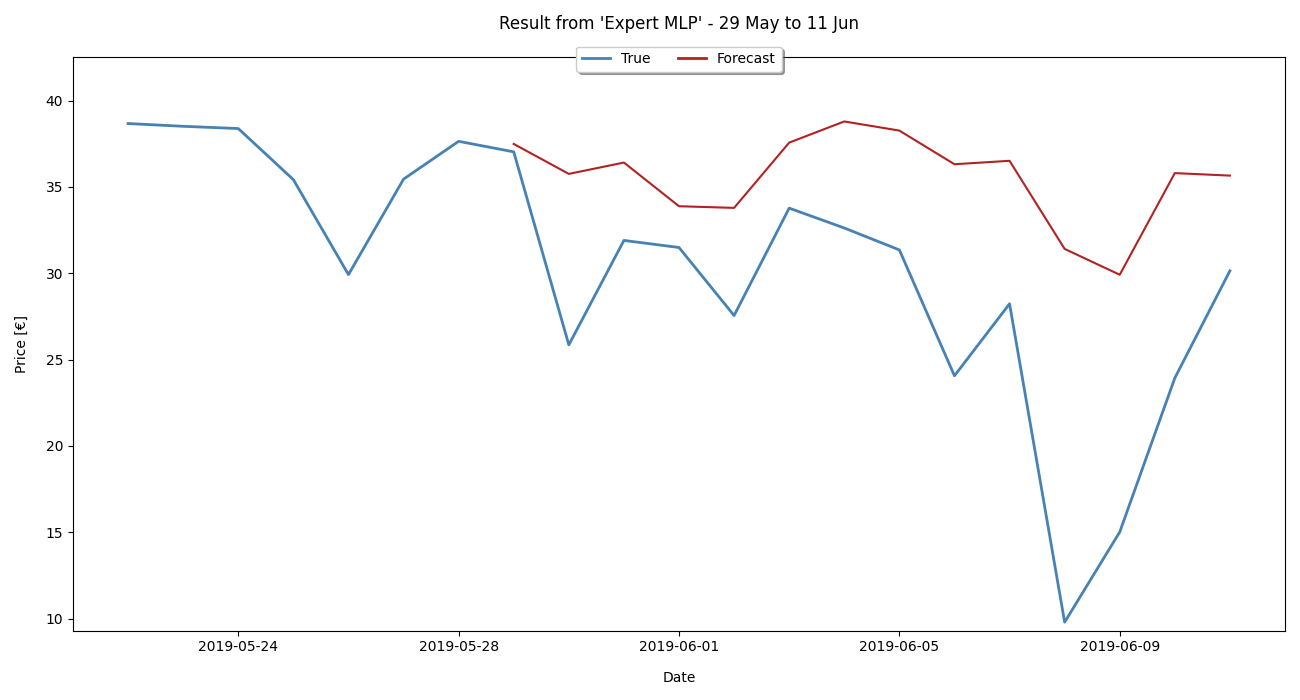 Result from 'Expert MLP' - 29 May to 11 Jun
True Forecast
40
35
30
25
20
15
10
Price [€]
2019-05-24 2019-05-28 2019-06-01 2019-06-05 2019-06-09
Date